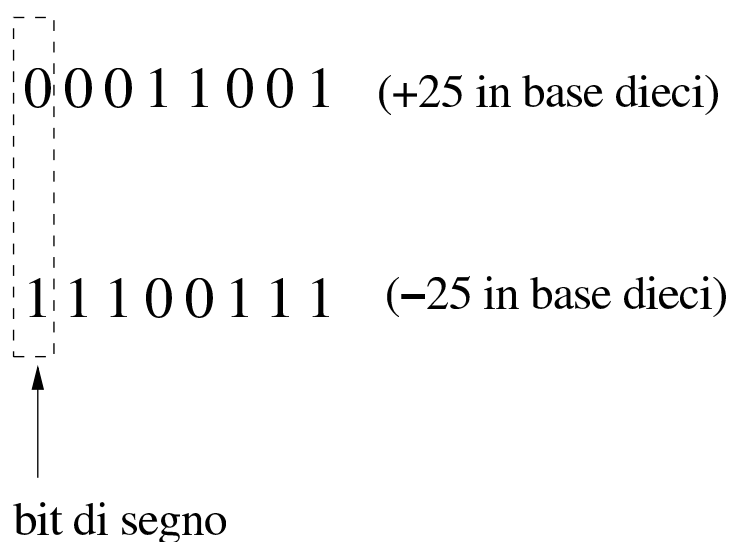 0 0 0 1 1 0 0 1 (+25 in base dieci)
1 1 1 0 0 1 1 1 (−25 in base dieci)
bit di segno